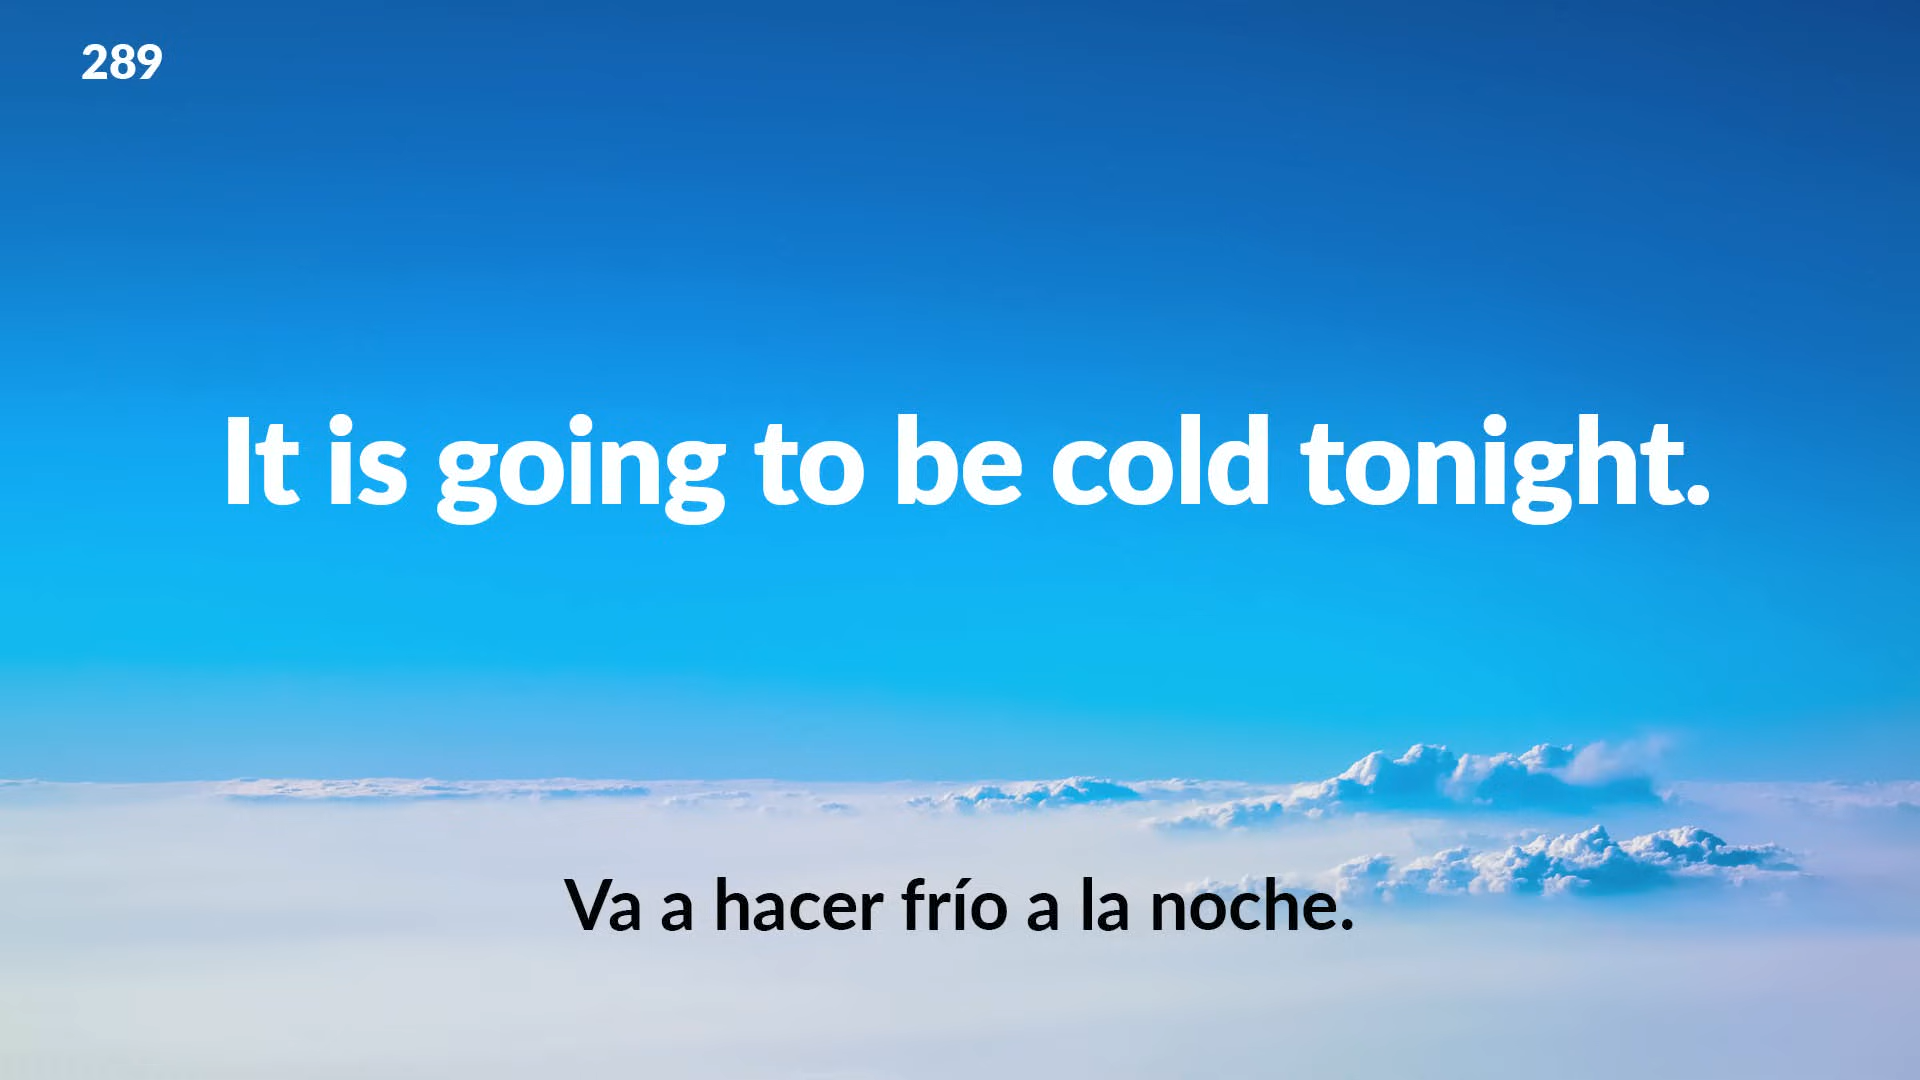 289
It is going to be cold tonight.
Va a hacer frío a la noche.